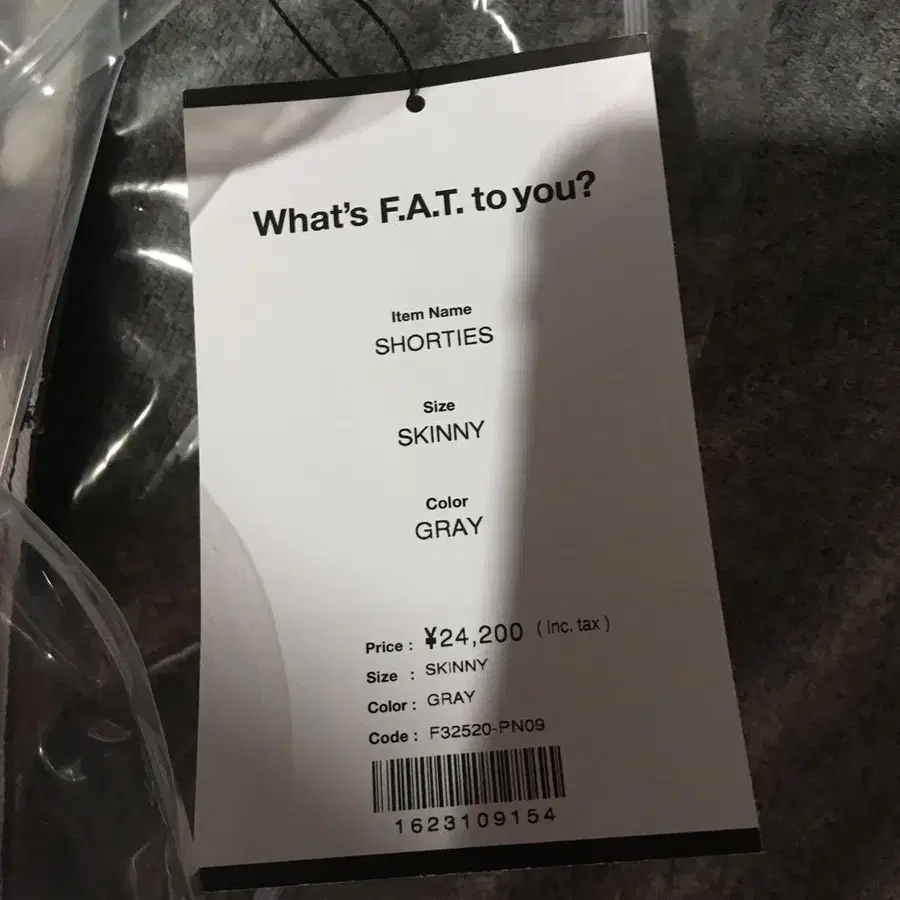 What's F.A.T. to you?
Item Name
SHORTIES
Size
SKINNY
Color
GRAY
Price : ¥24,200 (Inc. tax)
Size : SKINNY
Color : GRAY
Code : F32520-PN09
1623109154